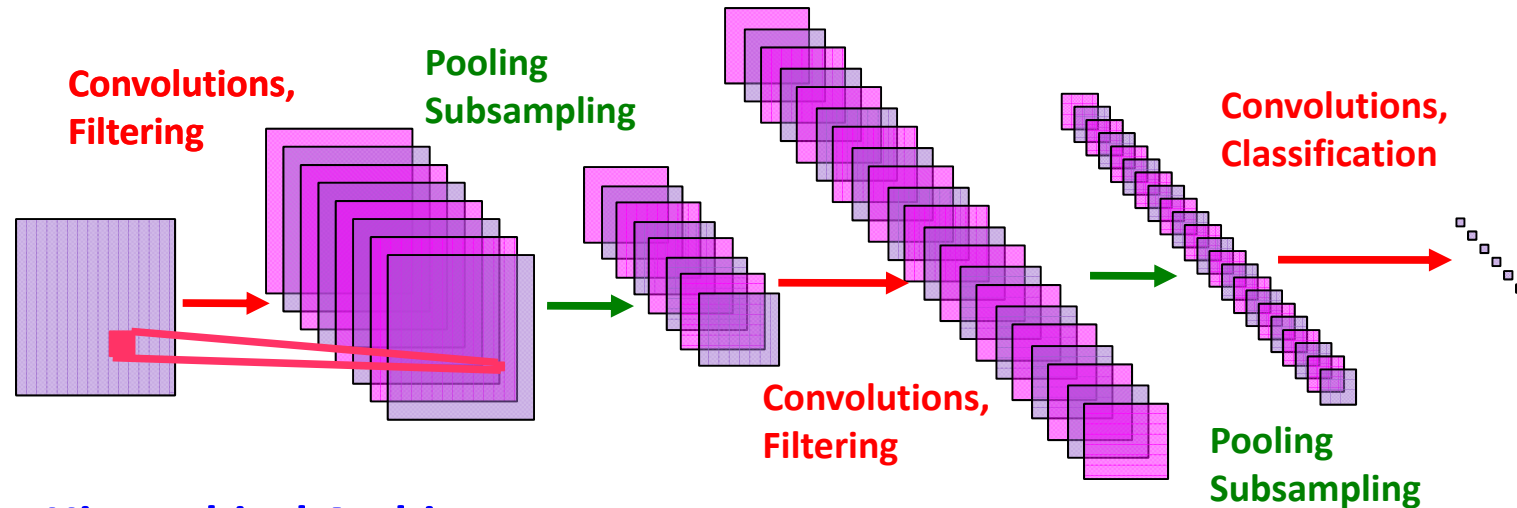 Convolutions,
Filtering
Pooling
Subsampling
Convolutions,
Filtering
Pooling
Subsampling
Convolutions,
Classification